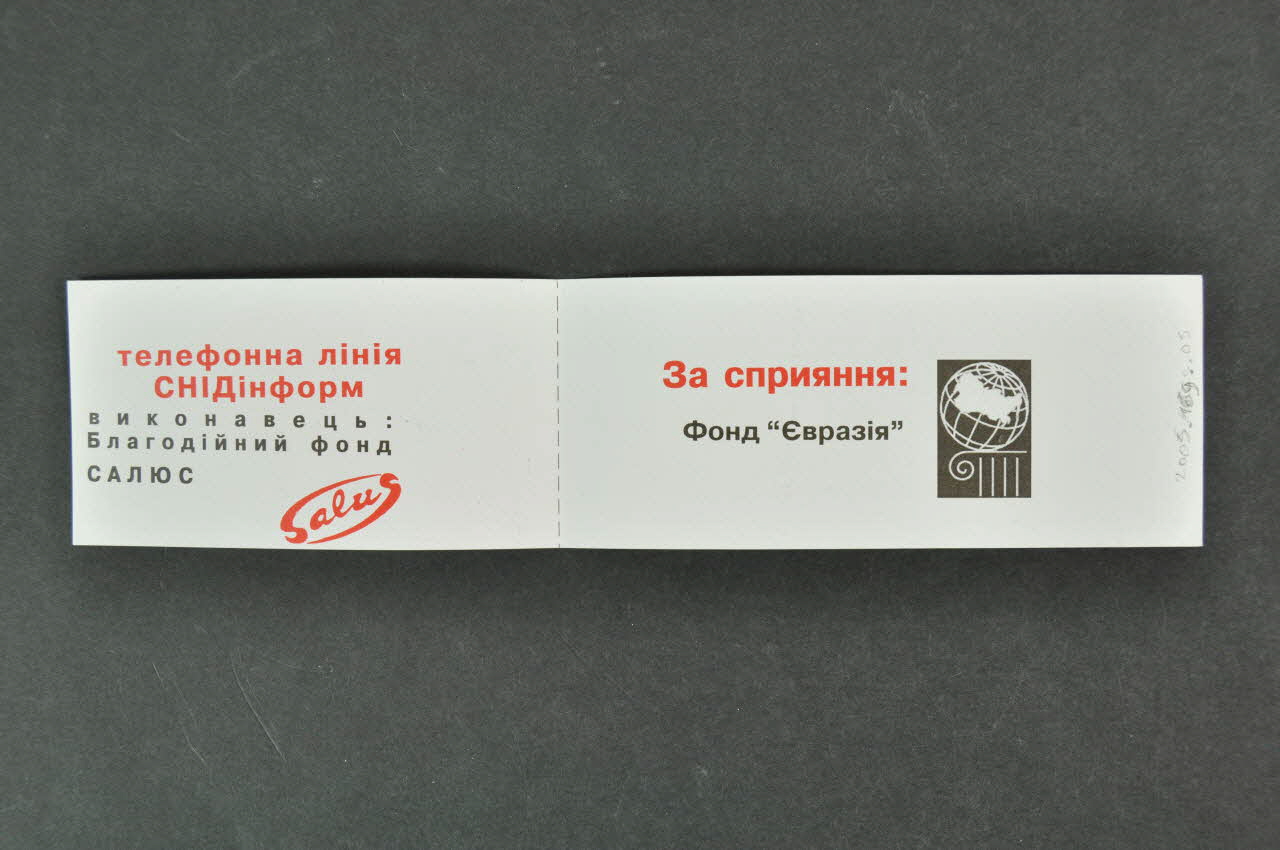 телефонна лінія
СНІДінформ
виконавець:
Благодійний фонд
САЛЮС
Salus
За сприяння:
Фонд “Євразія”